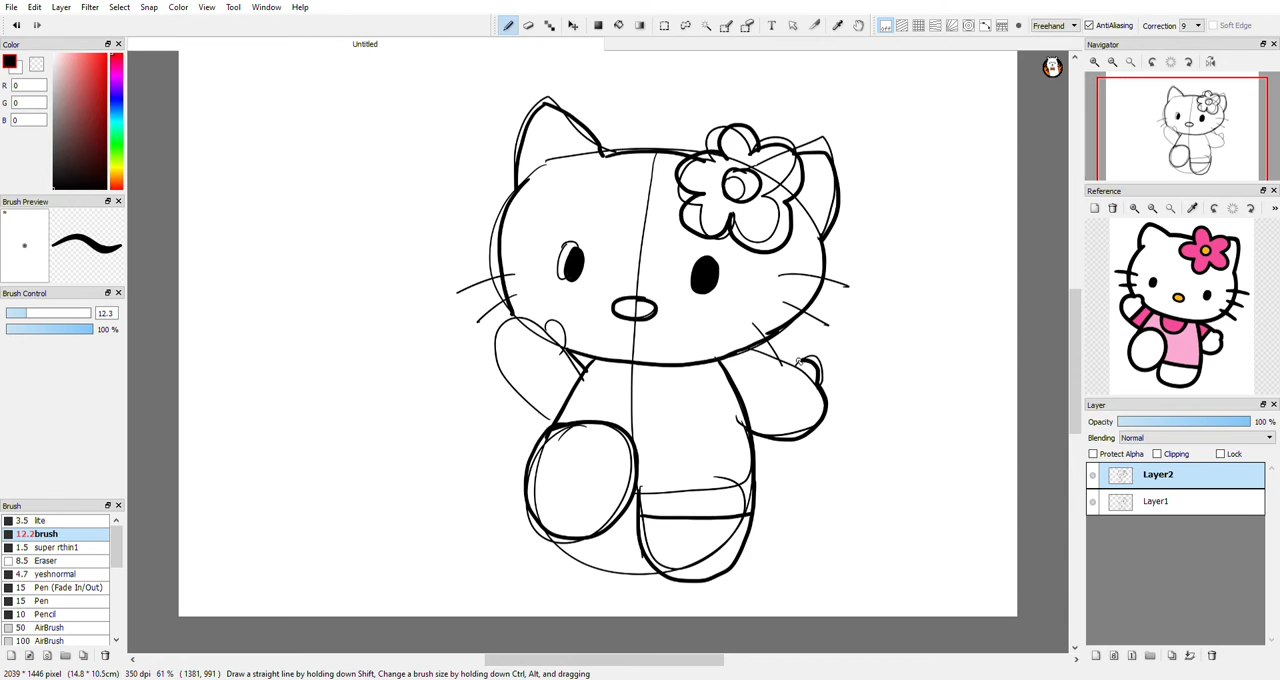 File Edit Layer Filter Select Snap Color View Tool Window Help
off Freehand AntiAliasing Correction 9 Soft Edge
Color
Untitled
Navigator
R 0
G 0
B 0
Reference
Brush Preview
Brush Control
12.3
100 %
Layer
Opacity 100 %
Blending Normal
Protect Alpha Clipping Lock
Layer2
Layer1
Brush
3.5 lite
12.2 brush
1.5 super rthin1
8.5 Eraser
4.7 yeshnormal
15 Pen (Fade In/Out)
15 Pen
10 Pencil
50 AirBrush
100 AirBrush
2039 * 1446 pixel (14.8 * 10.5cm) 350 dpi 61 % ( 1381, 991 ) Draw a straight line by holding down Shift, Change a brush size by holding down Ctrl, Alt, and dragging